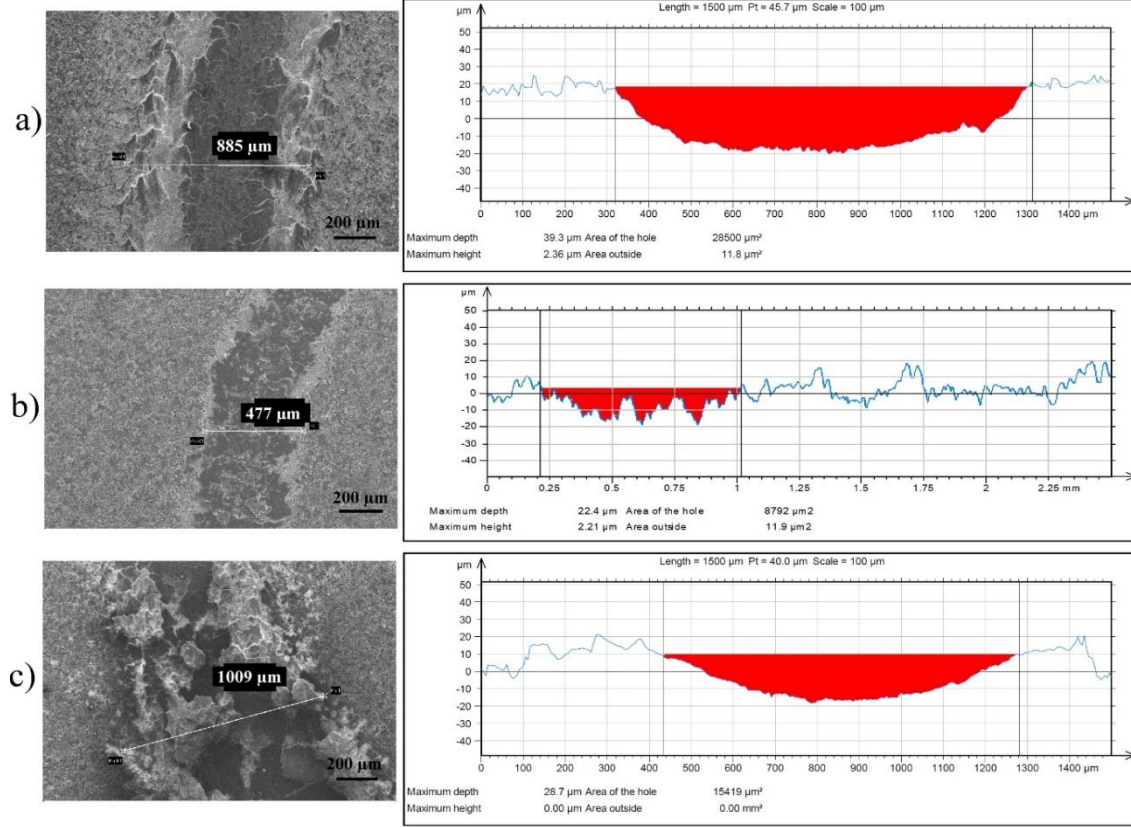 a)
885 µm
200 µm
Length = 1500 µm Pt = 45.7 µm Scale = 100 µm
µm
50
40
30
20
10
0
-10
-20
-30
-40
0 100 200 300 400 500 600 700 800 900 1000 1100 1200 1300 1400 µm
Maximum depth 39.3 µm Area of the hole 28500 µm²
Maximum height 2.36 µm Area outside 11.8 µm²
b)
477 µm
200 µm
µm
50
40
30
20
10
0
-10
-20
-30
-40
0 0.25 0.5 0.75 1 1.25 1.5 1.75 2 2.25 mm
Maximum depth 22.4 µm Area of the hole 8792 µm2
Maximum height 2.21 µm Area outside 11.9 µm2
c)
1009 µm
200 µm
Length = 1500 µm Pt = 40.0 µm Scale = 100 µm
µm
50
40
30
20
10
0
-10
-20
-30
-40
0 100 200 300 400 500 600 700 800 900 1000 1100 1200 1300 1400 µm
Maximum depth 28.7 µm Area of the hole 15419 µm²
Maximum height 0.00 µm Area outside 0.00 mm²